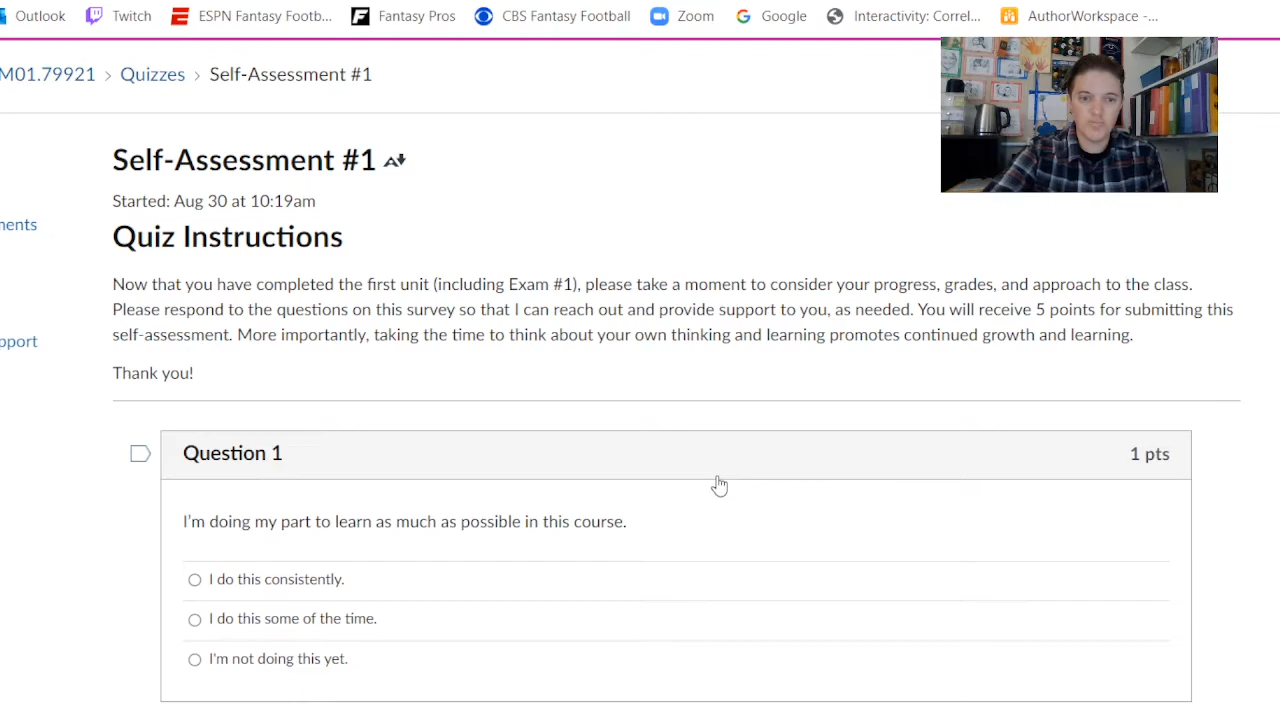 Outlook Twitch ESPN Fantasy Footb... Fantasy Pros CBS Fantasy Football Zoom Google Interactivity: Correl... AuthorWorkspace -...
M01.79921 > Quizzes > Self-Assessment #1
Self-Assessment #1
Started: Aug 30 at 10:19am
ments
Quiz Instructions
Now that you have completed the first unit (including Exam #1), please take a moment to consider your progress, grades, and approach to the class.
Please respond to the questions on this survey so that I can reach out and provide support to you, as needed. You will receive 5 points for submitting this
self-assessment. More importantly, taking the time to think about your own thinking and learning promotes continued growth and learning.
pport
Thank you!
Question 1 1 pts
I'm doing my part to learn as much as possible in this course.
I do this consistently.
I do this some of the time.
I'm not doing this yet.